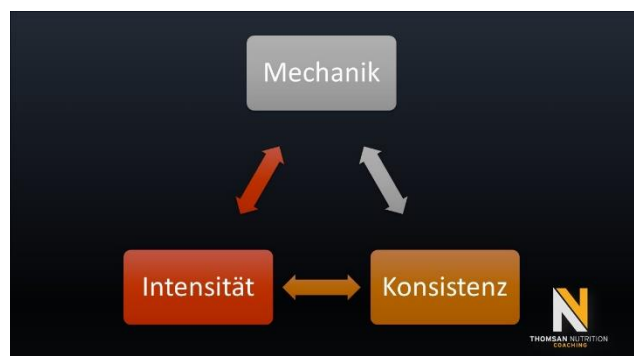 Mechanik
Intensität
Konsistenz
THOMSAN NUTRITION
COACHING